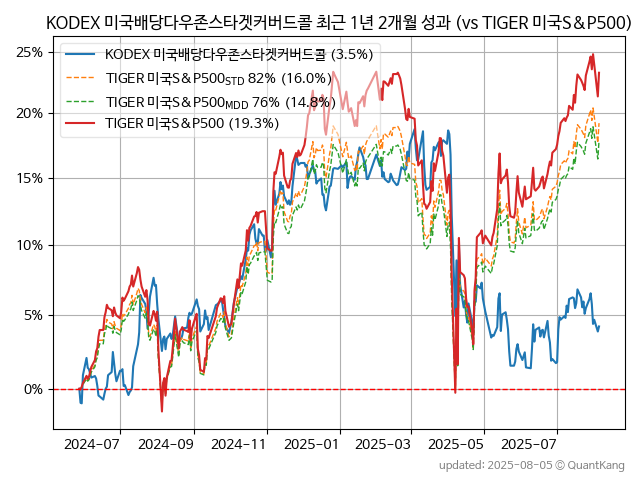 KODEX 미국배당다우존스타겟커버드콜 최근 1년 2개월 성과 (vs TIGER 미국S&P500)
KODEX 미국배당다우존스타겟커버드콜 (3.5%)
TIGER 미국S&P500STD 82% (16.0%)
TIGER 미국S&P500MDD 76% (14.8%)
TIGER 미국S&P500 (19.3%)
25%
20%
15%
10%
5%
0%
2024-07 2024-09 2024-11 2025-01 2025-03 2025-05 2025-07
updated: 2025-08-05 © QuantKang